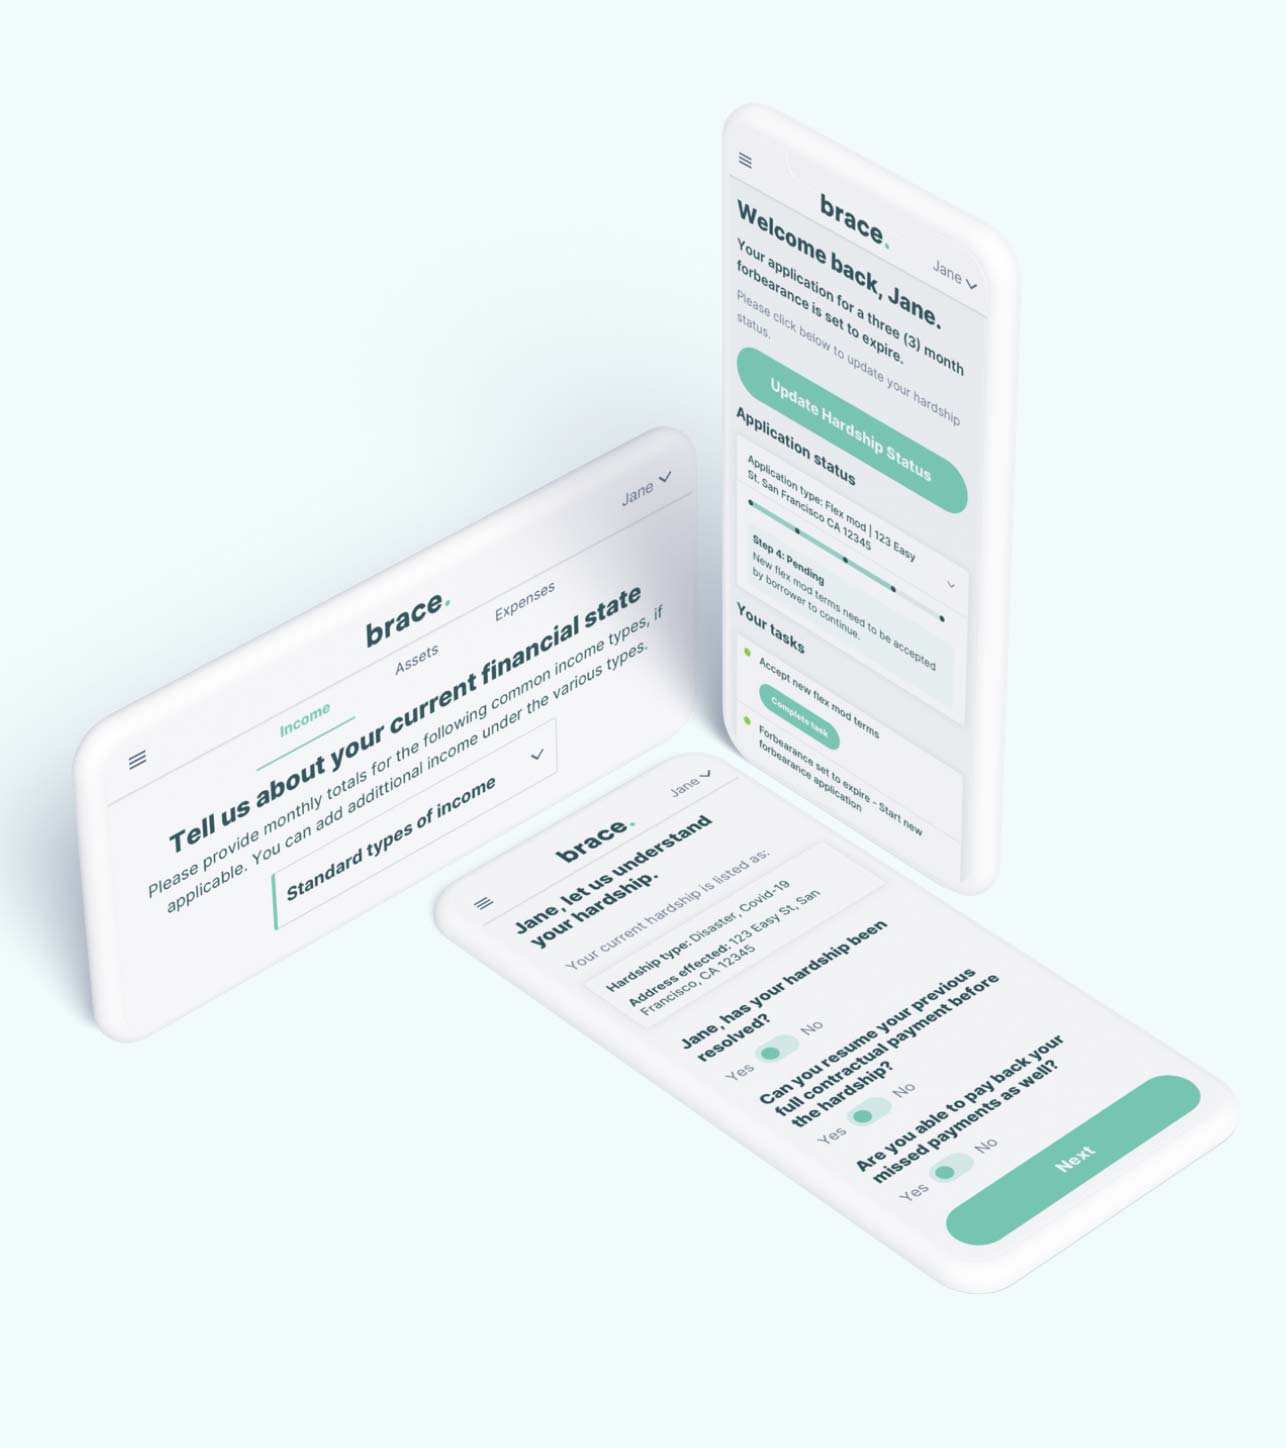 brace.
Jane
Welcome back, Jane.
Your application for a three (3) month
forbearance is set to expire.
Please click below to update your hardship
status.
Update Hardship Status
Application status
Application type: Flex mod | 123 Easy
St. San Francisco CA 12345
Step 4: Pending
New flex mod terms need to be accepted
by borrower to continue.
Your tasks
Accept new flex mod terms
Complete task
Forbearance set to expire - Start new
forbearance application
Jane
brace.
Income
Assets
Expenses
Tell us about your current financial state
Please provide monthly totals for the following common income types, if
applicable. You can add addittional income under the various types.
Standard types of income
Jane
brace.
Jane, let us understand
your hardship.
Your current hardship is listed as:
Hardship type: Disaster, Covid-19
Address effected: 123 Easy St, San
Francisco, CA 12345
Jane, has your hardship been
resolved?
Yes No
Can you resume your previous
full contractual payment before
the hardship?
Yes No
Are you able to pay back your
missed payments as well?
Yes No
Next